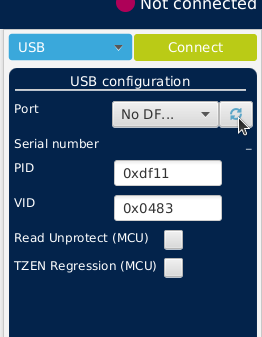 Not connected
USB
Connect
USB configuration
Port
No DF...
Serial number
_
PID
0xdf11
VID
0x0483
Read Unprotect (MCU)
TZEN Regression (MCU)